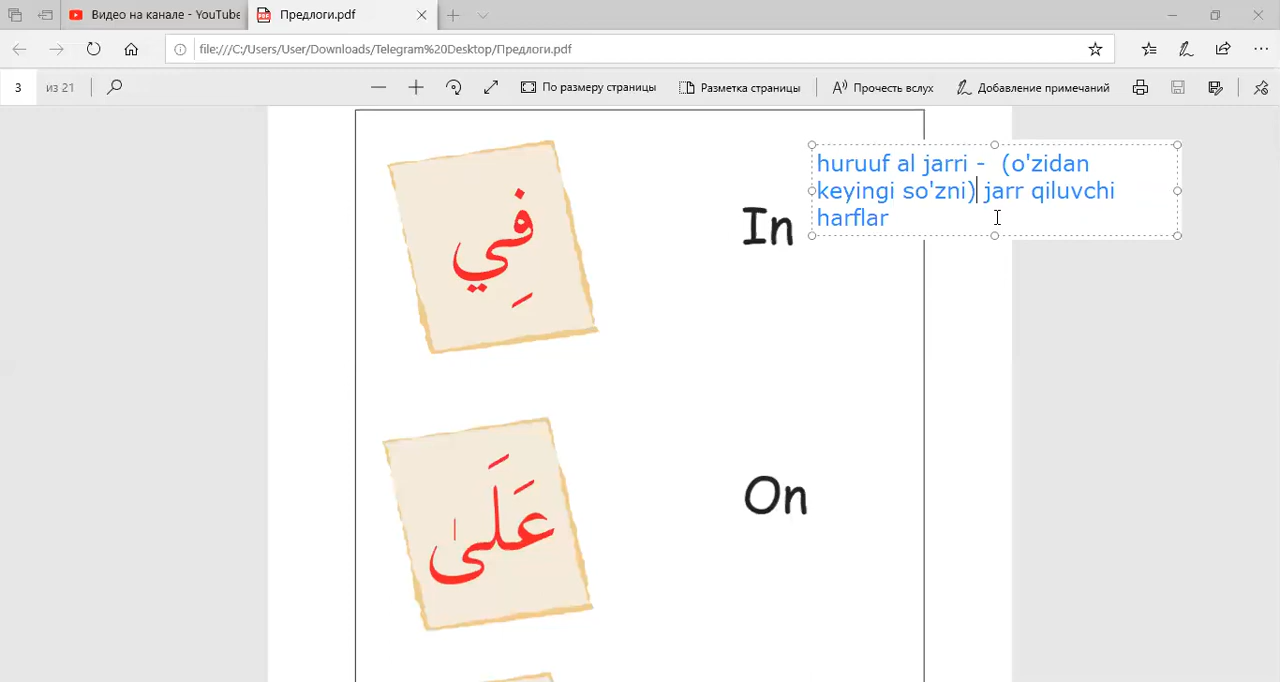 Видео на канале - YouTube
Предлоги.pdf
file:///C:/Users/User/Downloads/Telegram%20Desktop/Предлоги.pdf
3 из 21
По размеру страницы
Разметка страницы
Прочесть вслух
Добавление примечаний
فِي
In
huruuf al jarri -  (o'zidan
keyingi so'zni) jarr qiluvchi
harflar
عَلَىٰ
On